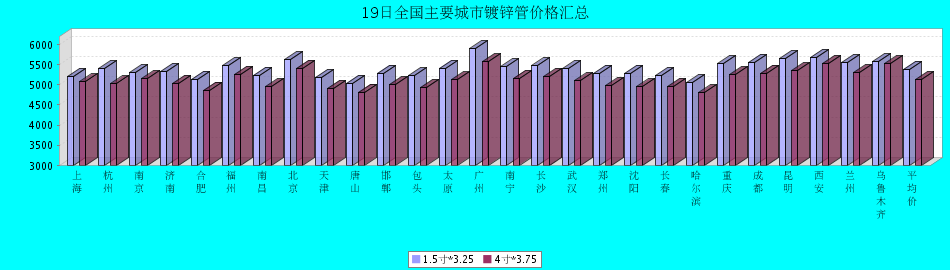 19日全国主要城市镀锌管价格汇总
6000
5500
5000
4500
4000
3500
3000
上海 杭州 南京 济南 合肥 福州 南昌 北京 天津 唐山 邯郸 包头 太原 广州 南宁 长沙 武汉 郑州 沈阳 长春 哈尔滨 重庆 成都 昆明 西安 兰州 乌鲁木齐 平均价
1.5寸*3.25 4寸*3.75